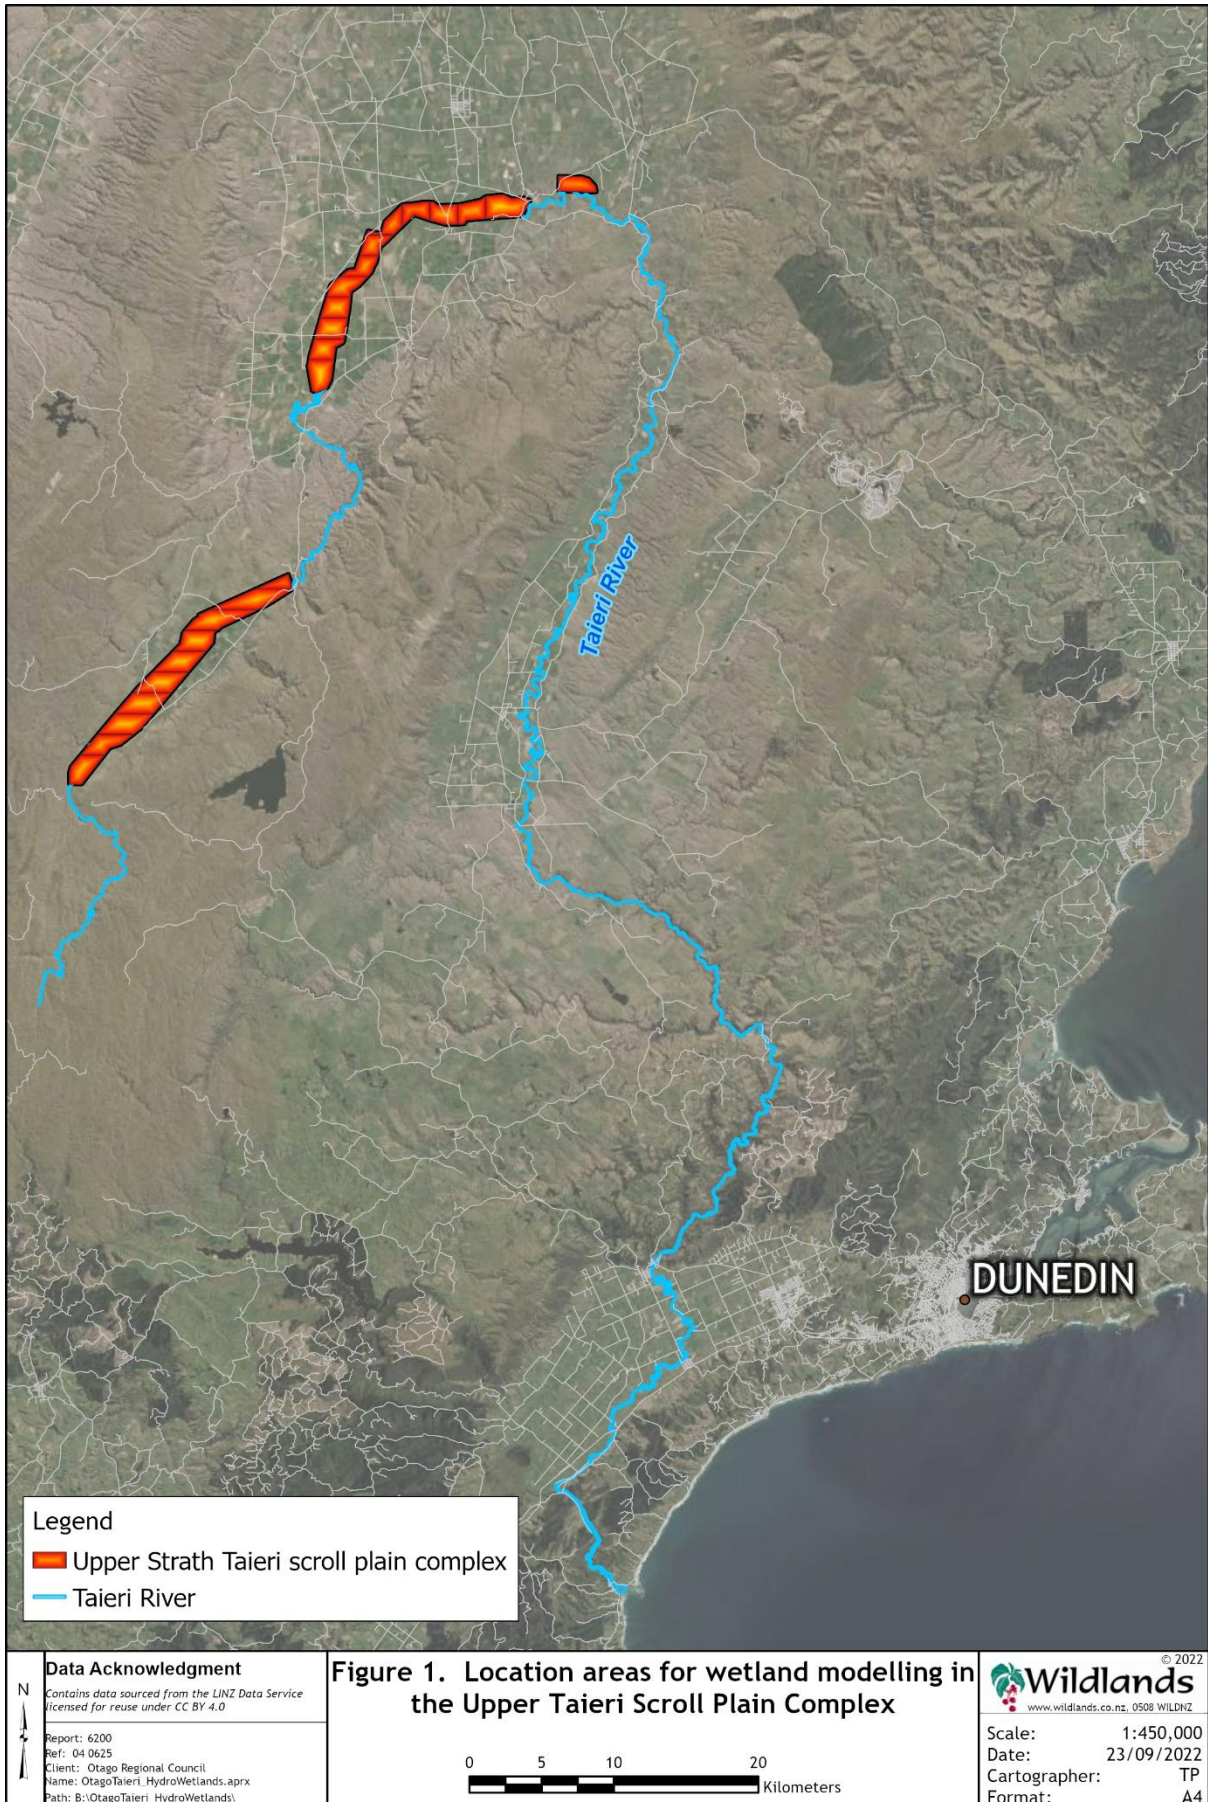 Taieri River
DUNEDIN
Legend
Upper Strath Taieri scroll plain complex
Taieri River
N
Data Acknowledgment
Contains data sourced from the LINZ Data Service
licensed for reuse under CC BY 4.0
Report: 6200
Ref: 04 0625
Client: Otago Regional Council
Name: OtagoTaieri_HydroWetlands.aprx
Path: B:\OtagoTaieri_HydroWetlands\
Figure 1. Location areas for wetland modelling in
the Upper Taieri Scroll Plain Complex
0 5 10 20
Kilometers
© 2022
Wildlands
www.wildlands.co.nz, 0508 WILDNZ
Scale: 1:450,000
Date: 23/09/2022
Cartographer: TP
Format: A4